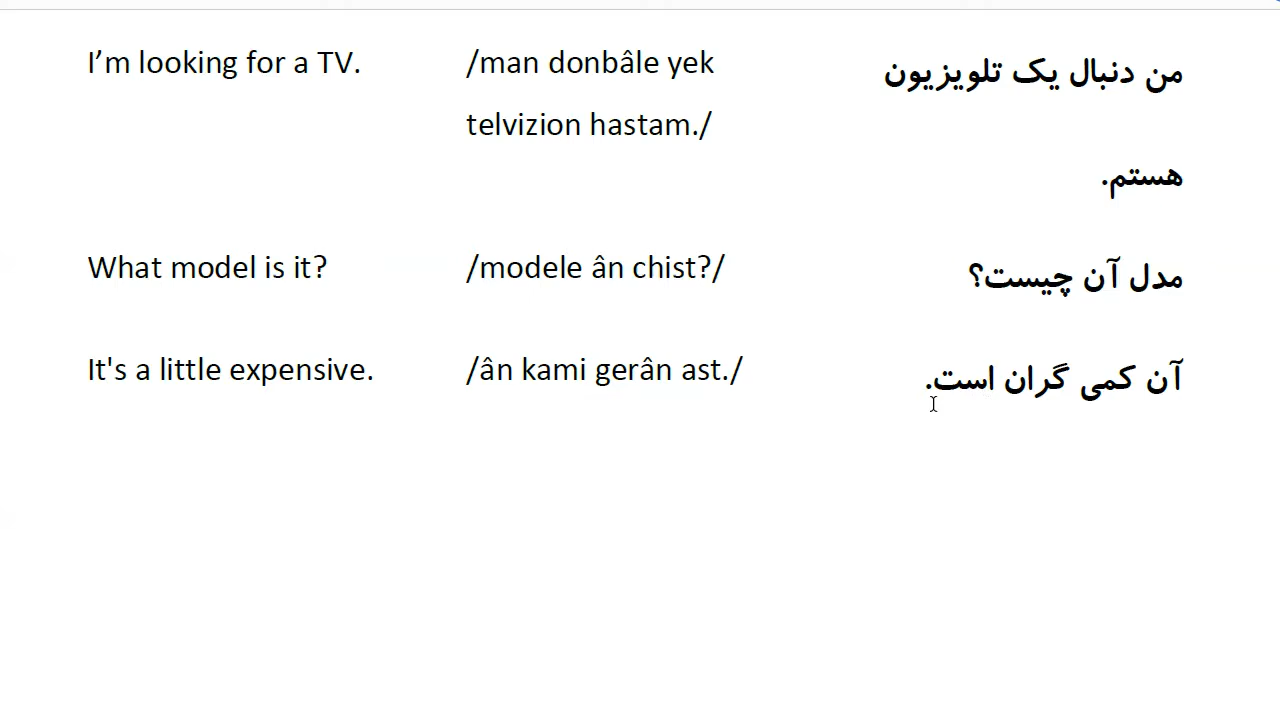 I’m looking for a TV.
/man donbâle yek
telvizion hastam./
من دنبال یک تلویزیون
هستم.
What model is it?
/modele ân chist?/
مدل آن چیست؟
It's a little expensive.
/ân kami gerân ast./
آن کمی گران است.